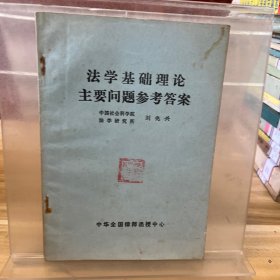 法学基础理论
主要问题参考答案
中国社会科学院
法学研究所 刘兆兴
中华全国律师函授中心